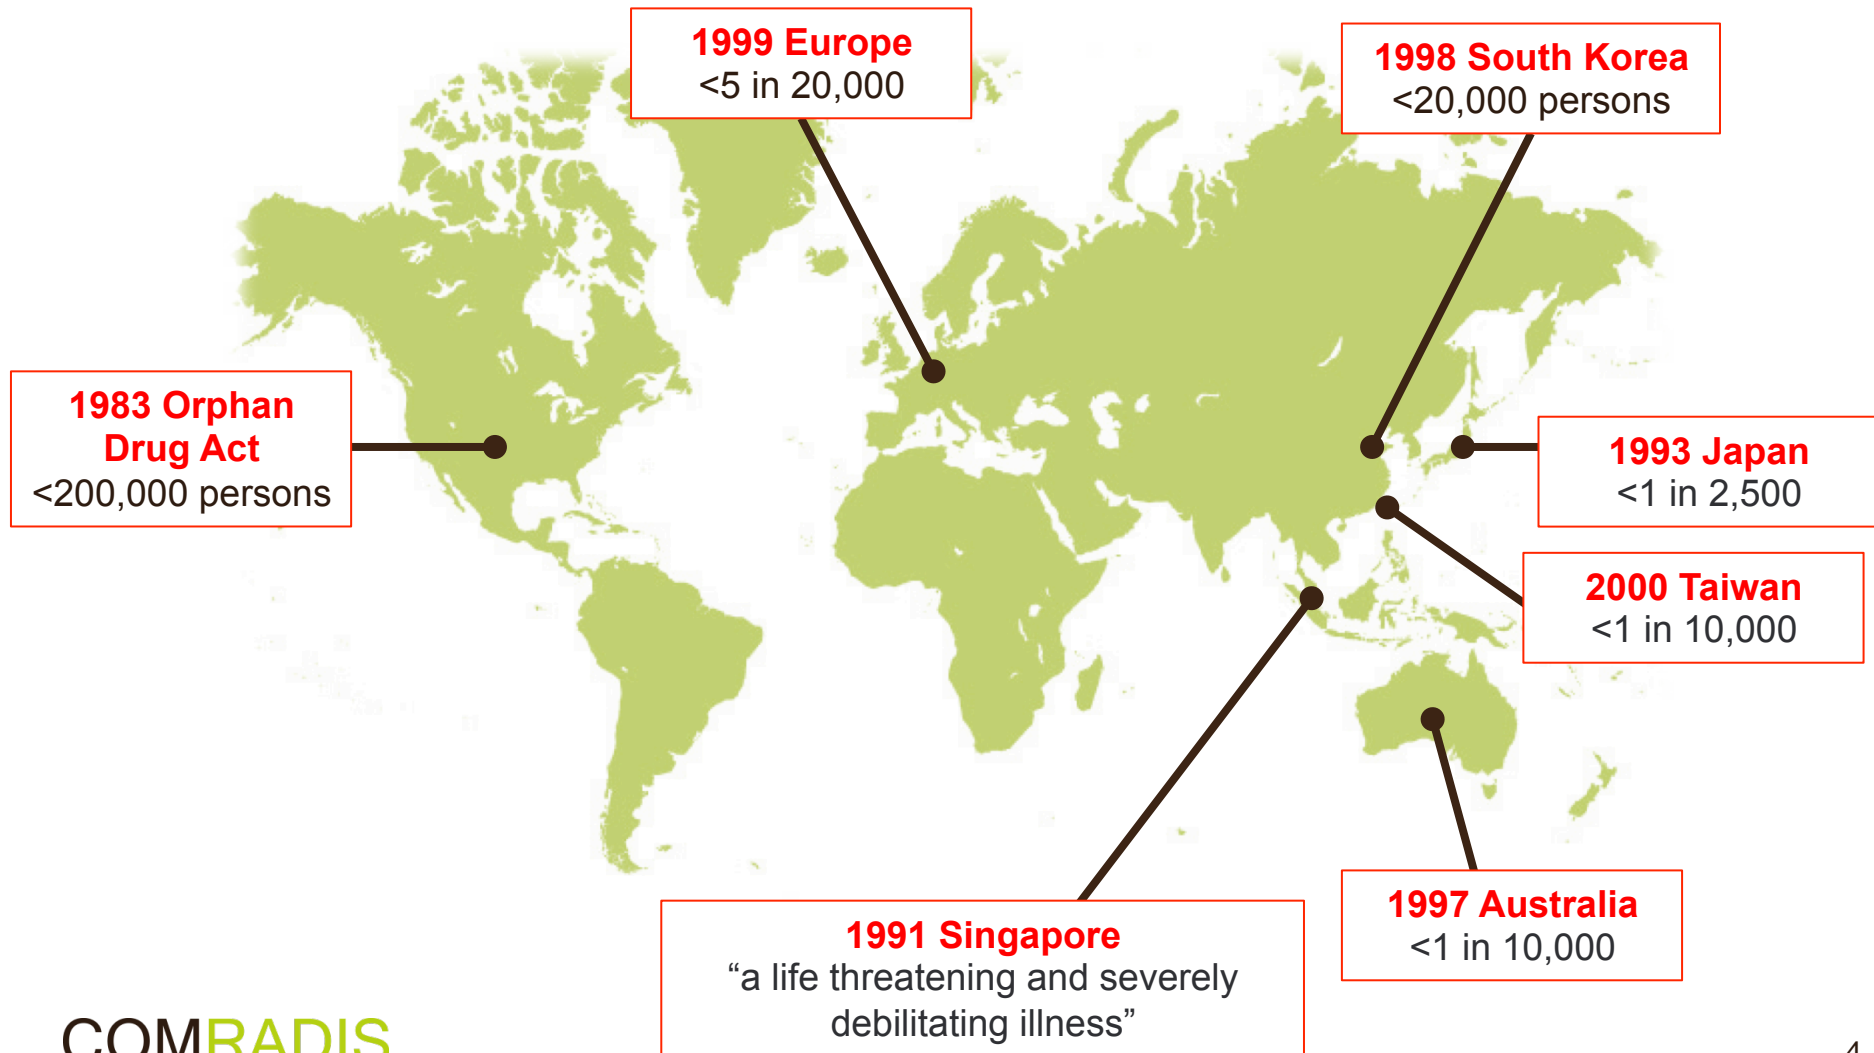 1999 Europe
<5 in 20,000
1998 South Korea
<20,000 persons
1983 Orphan
Drug Act
<200,000 persons
1993 Japan
<1 in 2,500
2000 Taiwan
<1 in 10,000
1997 Australia
<1 in 10,000
1991 Singapore
“a life threatening and severely
debilitating illness”
COMRADIS
4